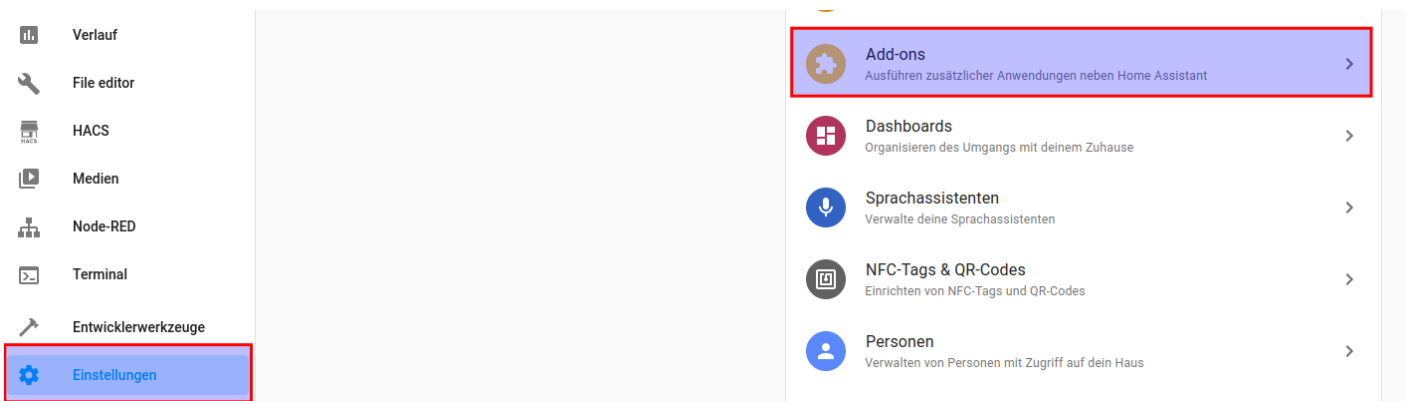 Verlauf
File editor
HACS
HACS
Medien
Node-RED
Terminal
Entwicklerwerkzeuge
Einstellungen
Add-ons
Ausführen zusätzlicher Anwendungen neben Home Assistant
Dashboards
Organisieren des Umgangs mit deinem Zuhause
Sprachassistenten
Verwalte deine Sprachassistenten
NFC-Tags & QR-Codes
Einrichten von NFC-Tags und QR-Codes
Personen
Verwalten von Personen mit Zugriff auf dein Haus